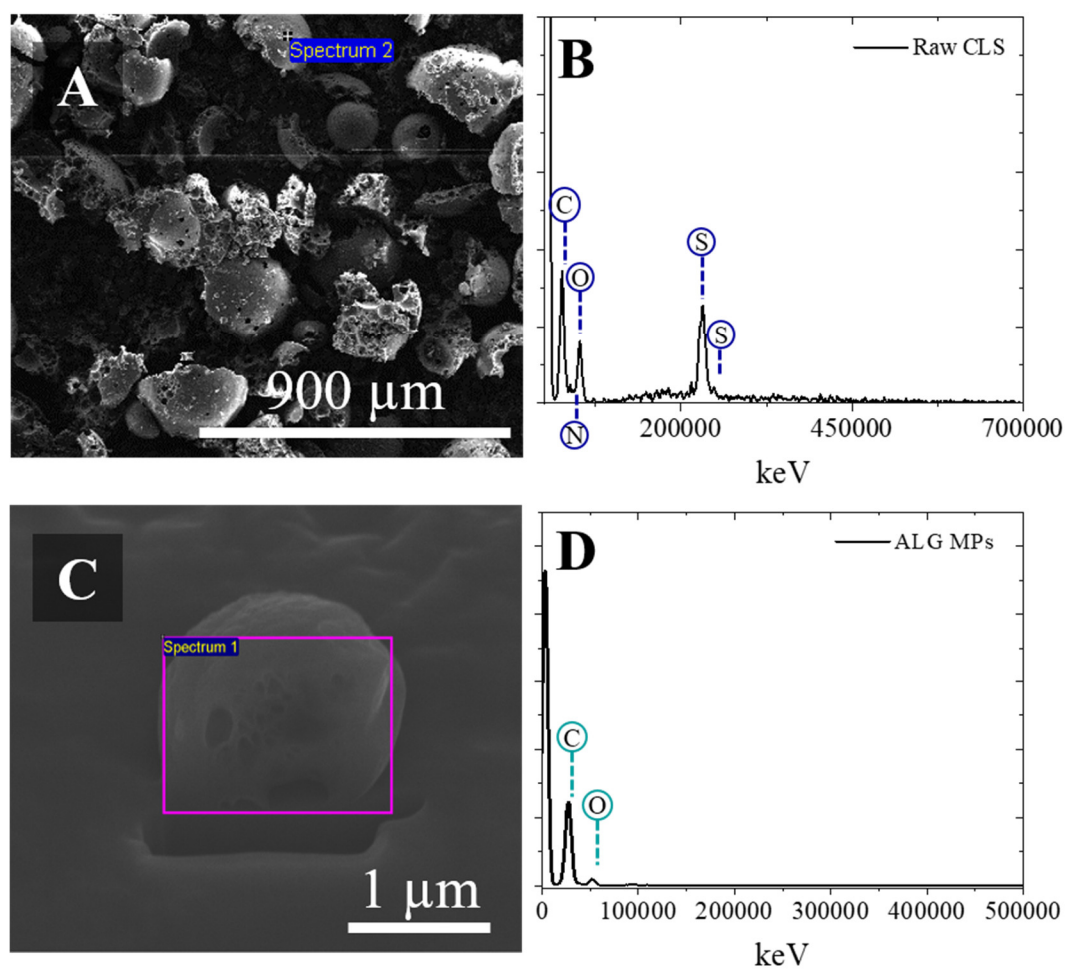 A
Spectrum 2
900 µm
B
Raw CLS
C
O
S
S
N
200000 450000 700000
keV
C
Spectrum 1
1 µm
D
ALG MPs
C
O
0 100000 200000 300000 400000 500000
keV